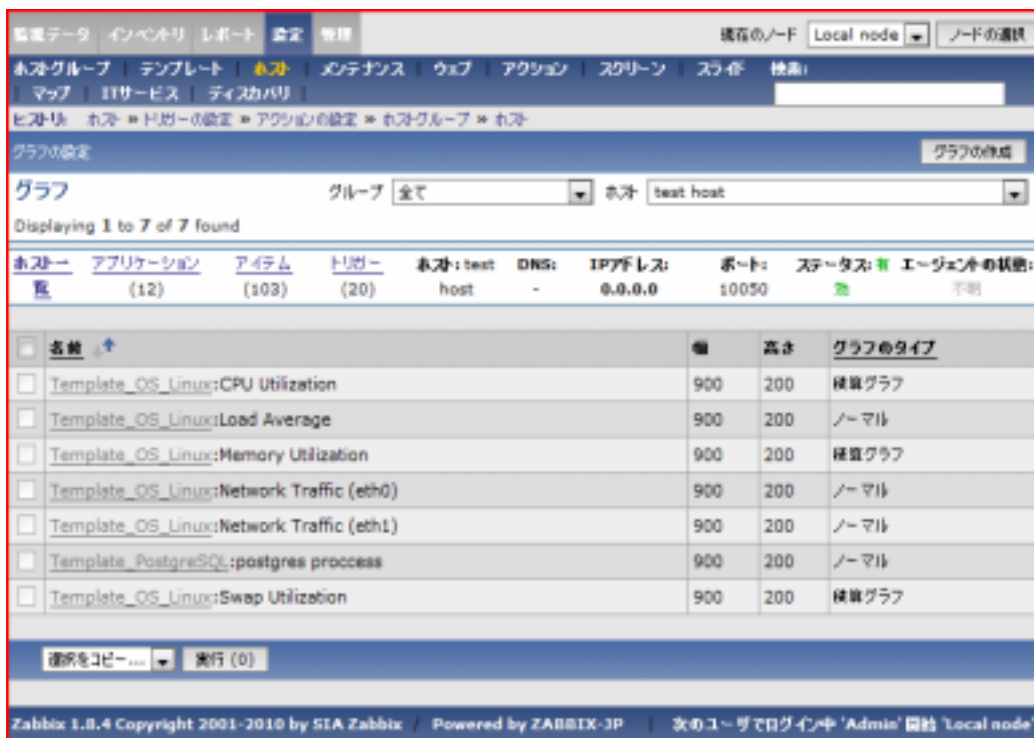 監視データ インベントリ レポート 設定 管理 現在のノード Local node ノードの選択
ホストグループ | テンプレート | ホスト | メンテナンス | ウェブ | アクション | スクリーン | スライド 検索:
| マップ | ITサービス | ディスカバリ |
ヒストリ: ホスト » トリガーの設定 » アクションの設定 » ホストグループ » ホスト
グラフの設定 グラフの作成
グラフ グループ 全て ホスト test host
Displaying 1 to 7 of 7 found
ホスト一 アプリケーション アイテム トリガー ホスト: test DNS: IPアドレス: ポート: ステータス: 有 エージェントの状態:
覧 (12) (103) (20) host - 0.0.0.0 10050 効 不明
名前 幅 高さ グラフのタイプ
Template_OS_Linux:CPU Utilization 900 200 積算グラフ
Template_OS_Linux:Load Average 900 200 ノーマル
Template_OS_Linux:Memory Utilization 900 200 積算グラフ
Template_OS_Linux:Network Traffic (eth0) 900 200 ノーマル
Template_OS_Linux:Network Traffic (eth1) 900 200 ノーマル
Template_PostgreSQL:postgres proccess 900 200 ノーマル
Template_OS_Linux:Swap Utilization 900 200 積算グラフ
選択をコピー... 実行 (0)
Zabbix 1.8.4 Copyright 2001-2010 by SIA Zabbix / Powered by ZABBIX-JP | 次のユーザでログイン中 'Admin' 開始 'Local node'